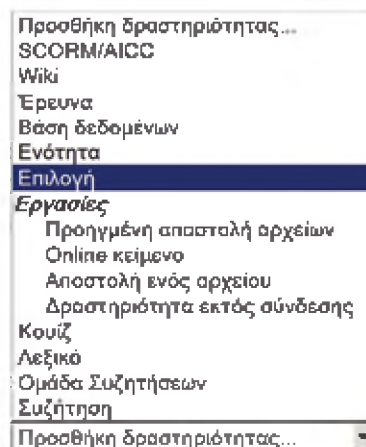 Προσθήκη δραστηριότητας...
SCORM/AICC
Wiki
Έρευνα
Βάση δεδομένων
Ενότητα
Επιλογή
Εργασίες
Προηγμένη αποστολή αρχείων
Online κείμενο
Αποστολή ενός αρχείου
Δραστηριότητα εκτός σύνδεσης
Κουίζ
Λεξικό
Ομάδα Συζητήσεων
Συζήτηση
Προσθήκη δραστηριότητας...